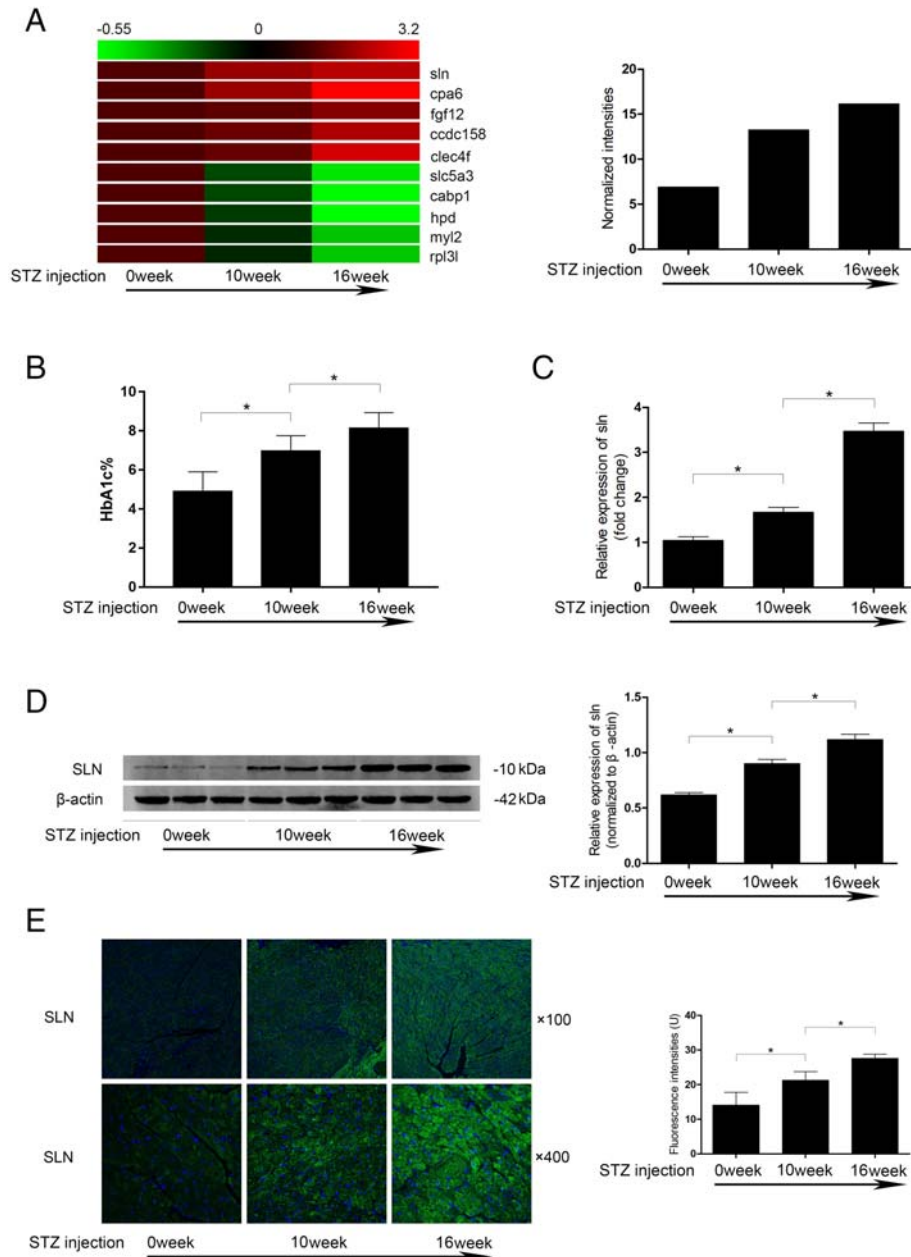 A
-0.55 0 3.2
sln
cpa6
fgf12
ccdc158
clec4f
slc5a3
cabp1
hpd
myl2
rpl3l
STZ injection 0week 10week 16week
Normalized intensities
20
15
10
5
0
0week 10week 16week
B
HbA1c%
10
8
6
4
2
0
* *
STZ injection 0week 10week 16week
C
Relative expression of sln
(fold change)
4
3
2
1
0
* *
STZ injection 0week 10week 16week
D
SLN -10 kDa
β-actin -42 kDa
STZ injection 0week 10week 16week
Relative expression of sln
(normalized to β -actin)
1.5
1.0
0.5
0.0
* *
STZ injection 0week 10week 16week
E
SLN ×100
SLN ×400
STZ injection 0week 10week 16week
Fluorescence intensities (U)
40
30
20
10
0
* *
STZ injection 0week 10week 16week